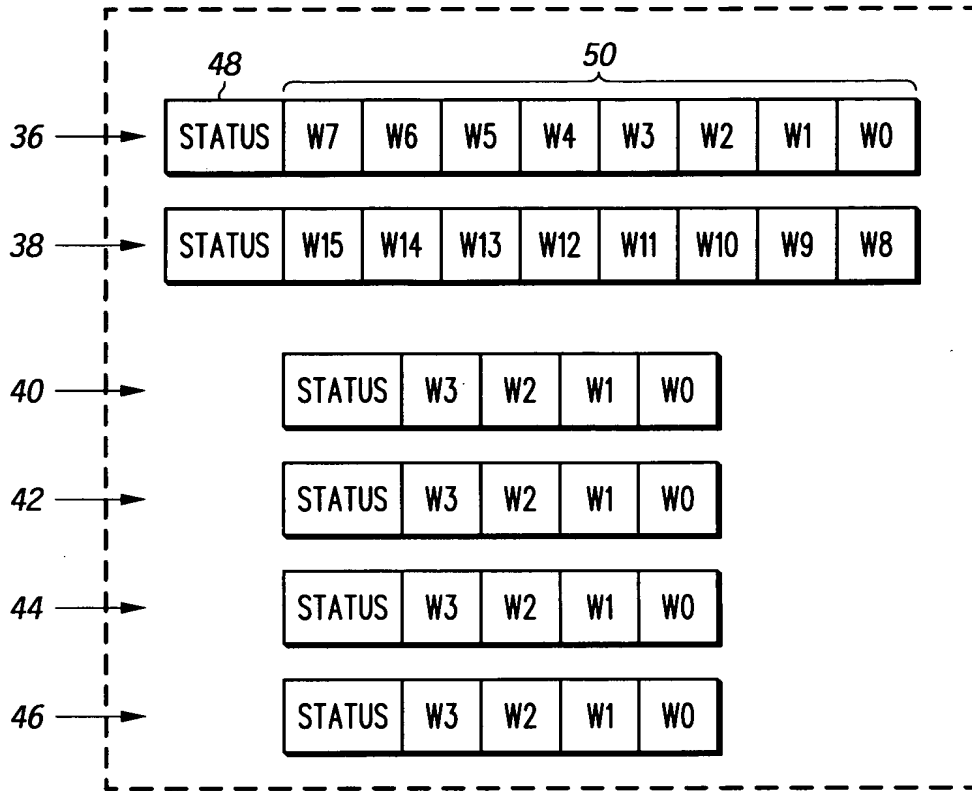 48 50
36 STATUS W7 W6 W5 W4 W3 W2 W1 W0
38 STATUS W15 W14 W13 W12 W11 W10 W9 W8
40 STATUS W3 W2 W1 W0
42 STATUS W3 W2 W1 W0
44 STATUS W3 W2 W1 W0
46 STATUS W3 W2 W1 W0